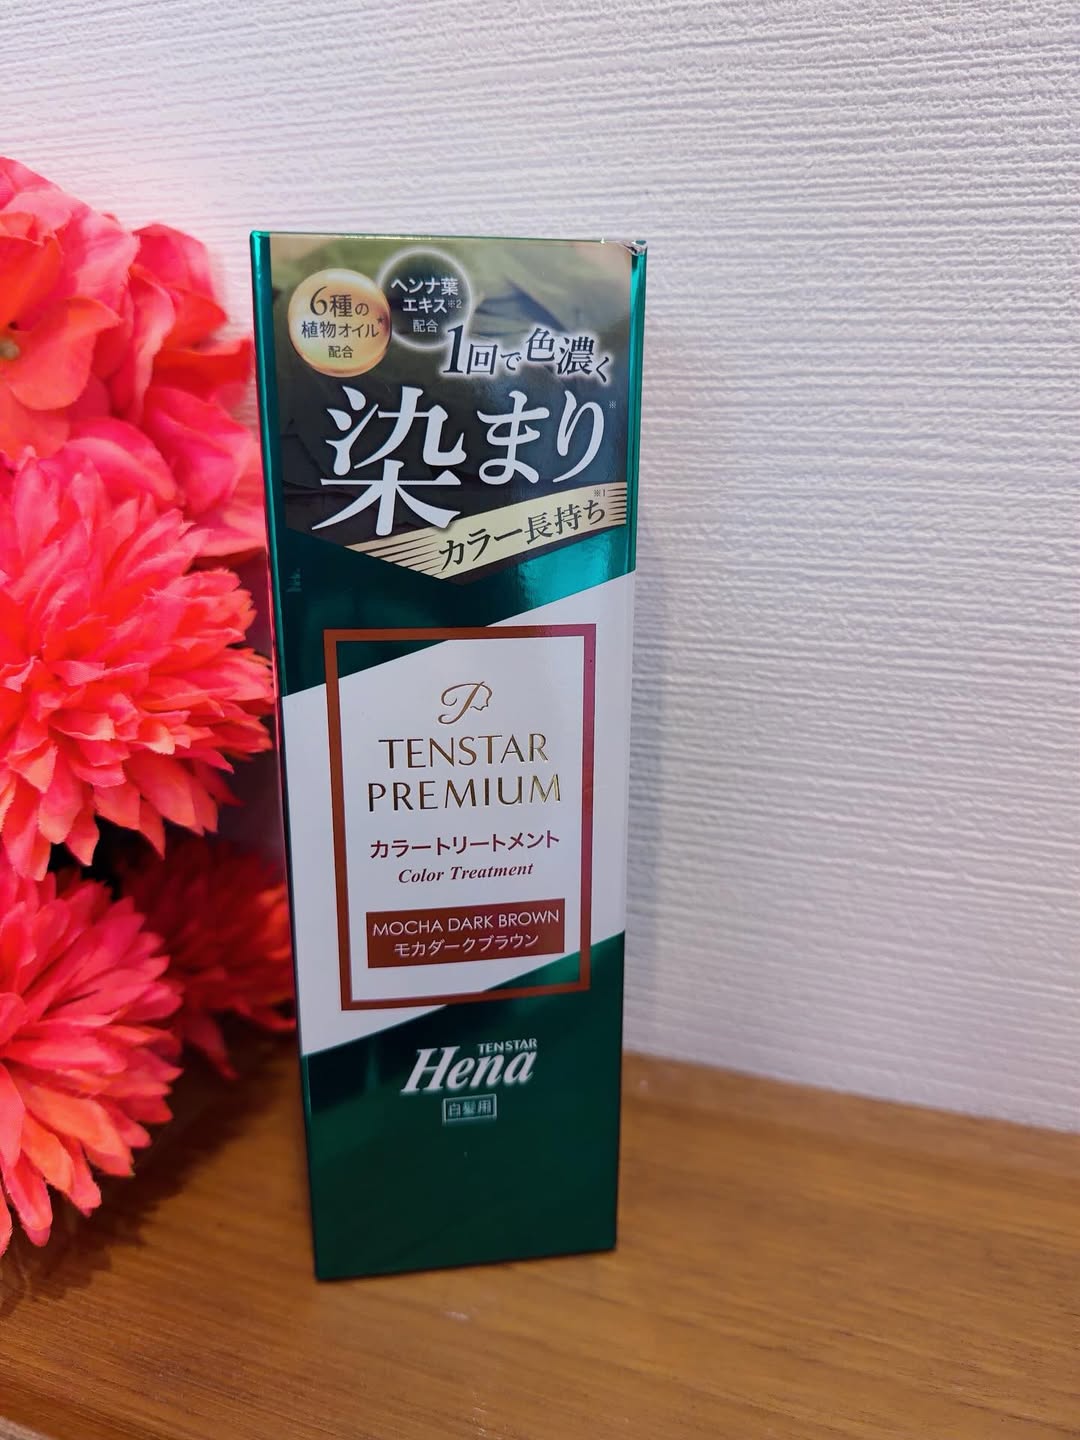 6種の
植物オイル★
配合
ヘンナ葉
エキス※2
配合
1回で色濃く
染まり※
カラー長持ち※1
TENSTAR
PREMIUM
カラートリートメント
Color Treatment
MOCHA DARK BROWN
モカダークブラウン
TENSTAR
Hena
白髪用